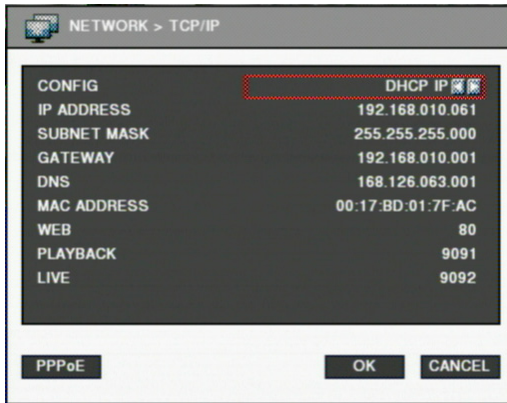 NETWORK > TCP/IP
CONFIG DHCP IP
IP ADDRESS 192.168.010.061
SUBNET MASK 255.255.255.000
GATEWAY 192.168.010.001
DNS 168.126.063.001
MAC ADDRESS 00:17:BD:01:7F:AC
WEB 80
PLAYBACK 9091
LIVE 9092
PPPoE OK CANCEL